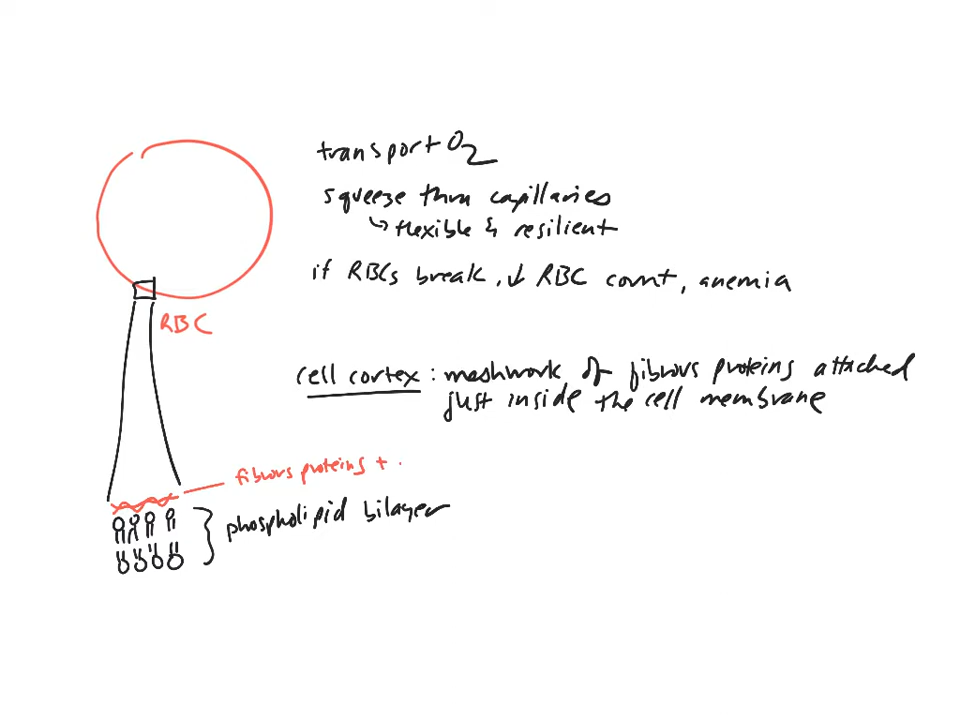 transport O2
squeeze thru capillaries
↳ flexible & resilient
if RBCs break, ↓ RBC count, anemia
RBC
cell cortex: meshwork of fibrous proteins attached
just inside the cell membrane
fibrous proteins + .
phospholipid bilayer